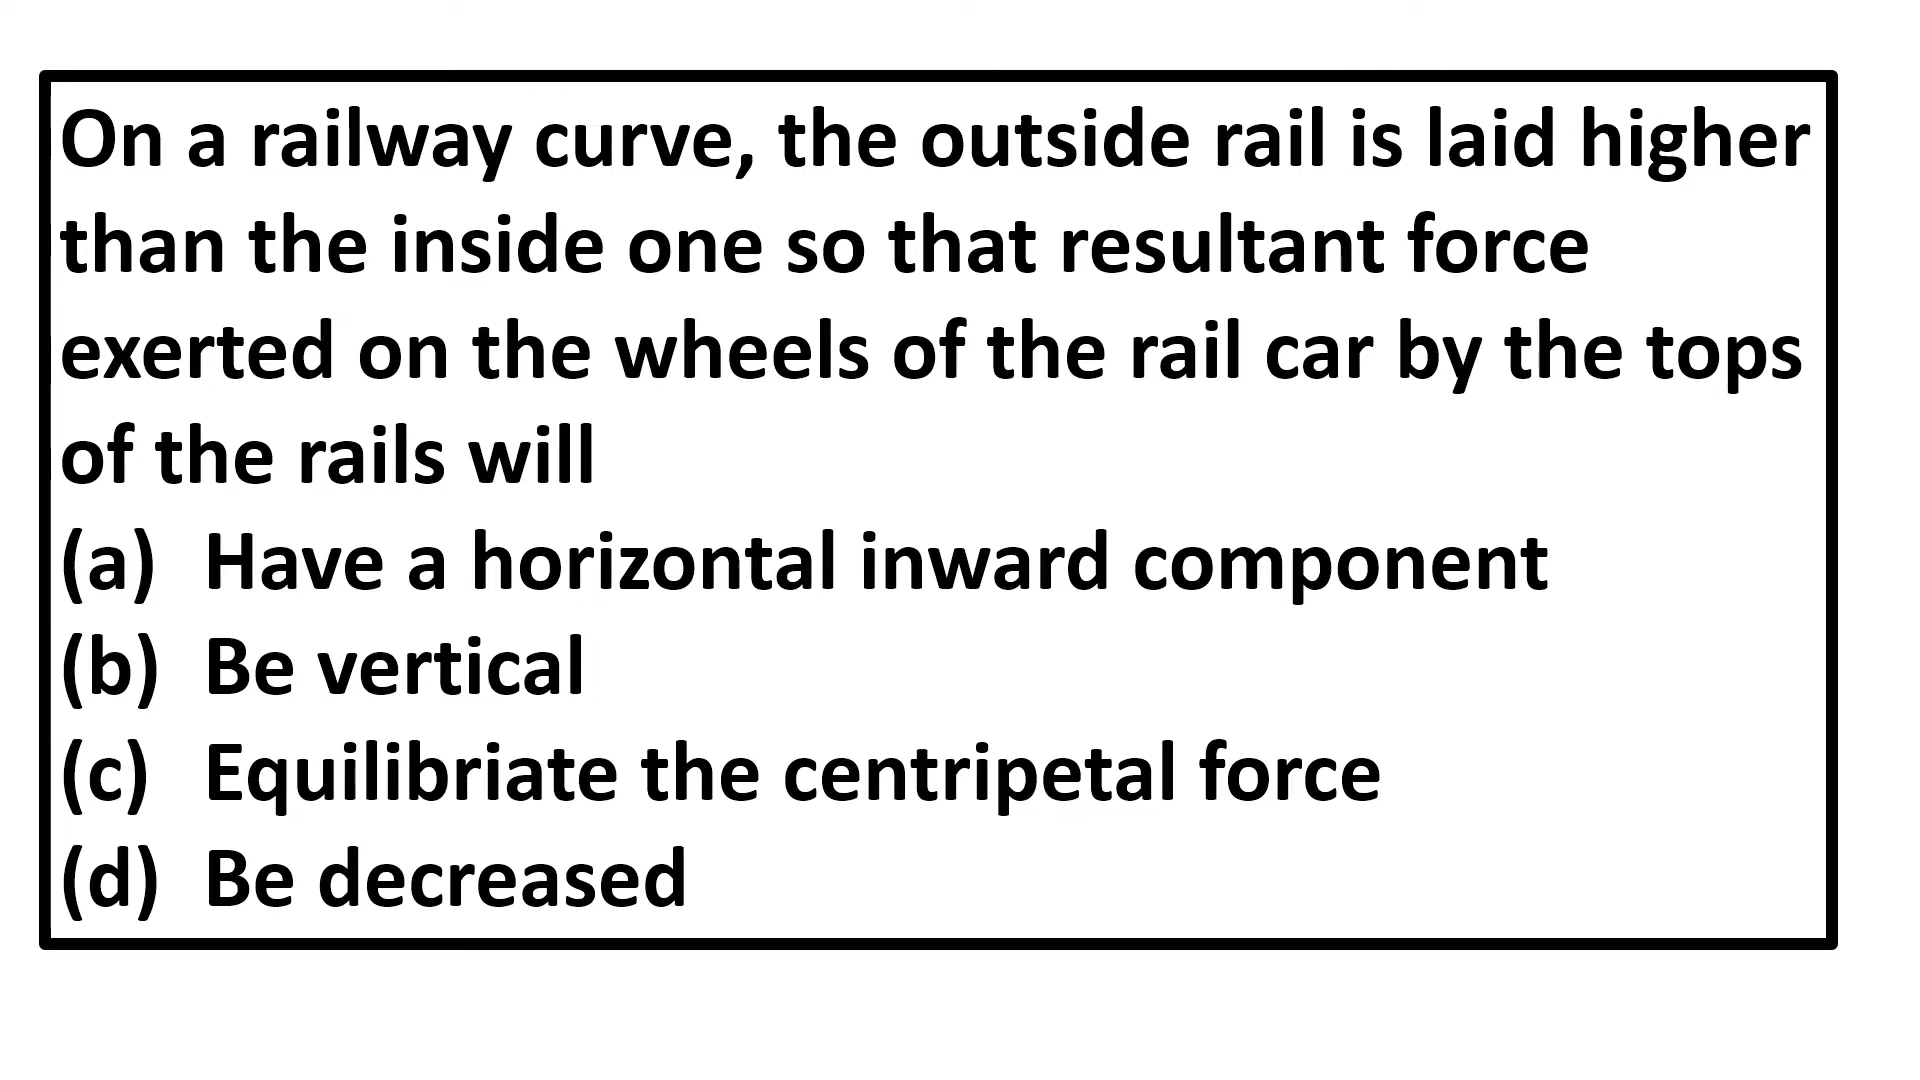 On a railway curve, the outside rail is laid higher
than the inside one so that resultant force
exerted on the wheels of the rail car by the tops
of the rails will
(a) Have a horizontal inward component
(b) Be vertical
(c) Equilibriate the centripetal force
(d) Be decreased